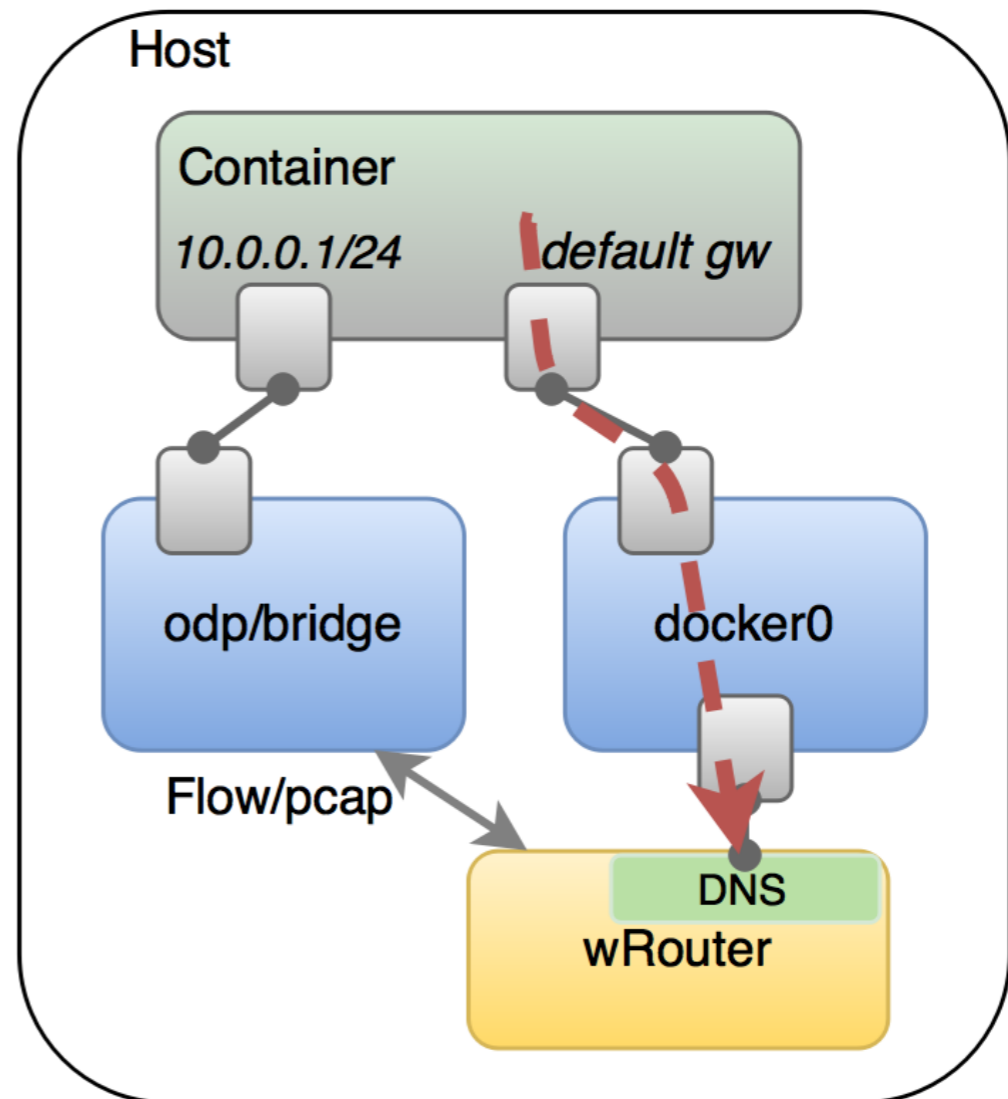 Host
Container
10.0.0.1/24
default gw
odp/bridge
docker0
Flow/pcap
DNS
wRouter